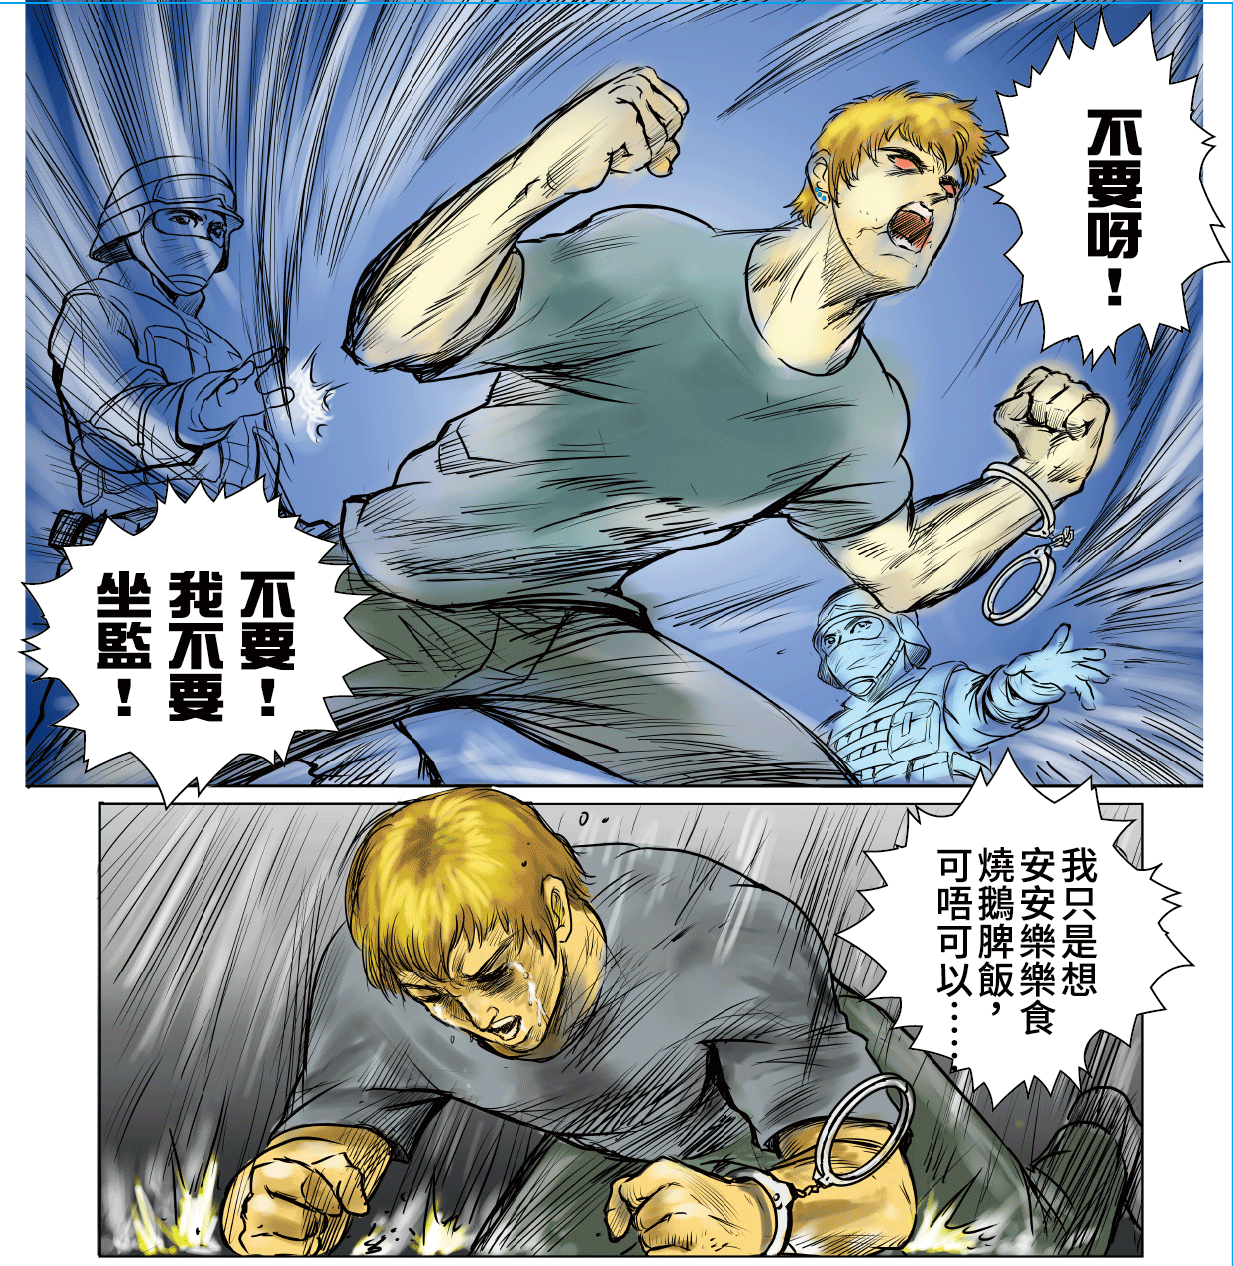 不要呀！
不要！
我不要
坐監！
我只是想
安安樂樂食
燒鵝脾飯，
可唔可以……